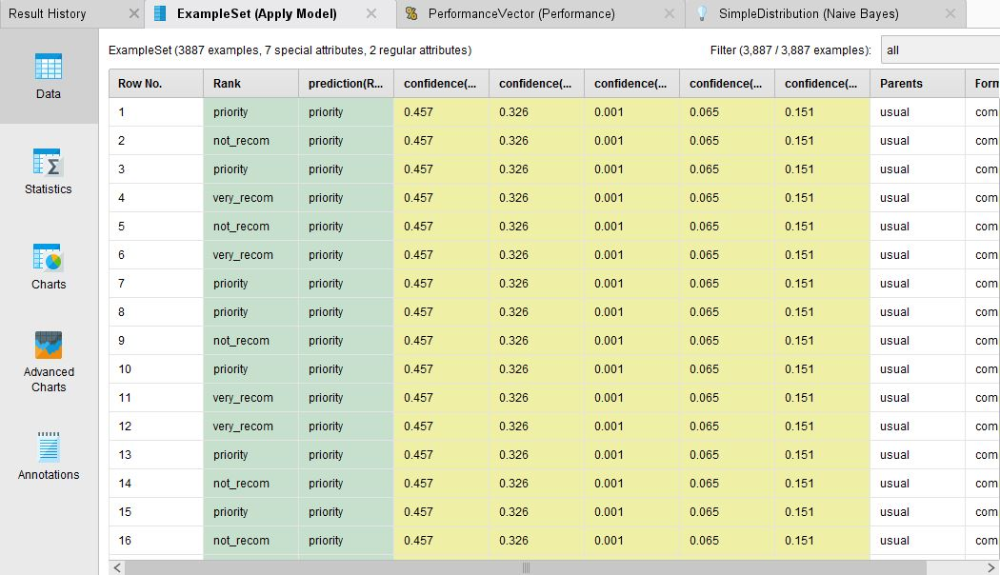 Result History ExampleSet (Apply Model) PerformanceVector (Performance) SimpleDistribution (Naive Bayes)
ExampleSet (3887 examples, 7 special attributes, 2 regular attributes) Filter (3,887 / 3,887 examples): all
Data
Statistics
Charts
Advanced
Charts
Annotations
Row No. Rank prediction(R... confidence(... confidence(... confidence(... confidence(... confidence(... Parents Form
1 priority priority 0.457 0.326 0.001 0.065 0.151 usual com
2 not_recom priority 0.457 0.326 0.001 0.065 0.151 usual com
3 priority priority 0.457 0.326 0.001 0.065 0.151 usual com
4 very_recom priority 0.457 0.326 0.001 0.065 0.151 usual com
5 not_recom priority 0.457 0.326 0.001 0.065 0.151 usual com
6 very_recom priority 0.457 0.326 0.001 0.065 0.151 usual com
7 priority priority 0.457 0.326 0.001 0.065 0.151 usual com
8 priority priority 0.457 0.326 0.001 0.065 0.151 usual com
9 not_recom priority 0.457 0.326 0.001 0.065 0.151 usual com
10 priority priority 0.457 0.326 0.001 0.065 0.151 usual com
11 very_recom priority 0.457 0.326 0.001 0.065 0.151 usual com
12 very_recom priority 0.457 0.326 0.001 0.065 0.151 usual com
13 priority priority 0.457 0.326 0.001 0.065 0.151 usual com
14 not_recom priority 0.457 0.326 0.001 0.065 0.151 usual com
15 priority priority 0.457 0.326 0.001 0.065 0.151 usual com
16 not_recom priority 0.457 0.326 0.001 0.065 0.151 usual com